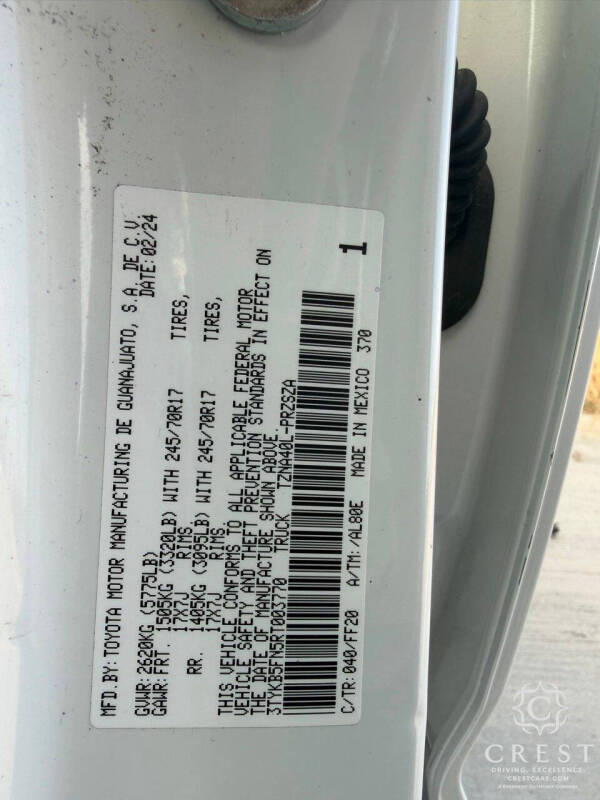 MFD.BY:TOYOTA MOTOR MANUFACTURING DE GUANAJUATO, S.A. DE C.V.
DATE:02/24
GVWR:2620KG (5775LB)
GAWR:FRT. 1505KG (3320LB) WITH 245/70R17 TIRES,
17X7J RIMS.
RR. 1405KG (3095LB) WITH 245/70R17 TIRES,
17X7J RIMS.
THIS VEHICLE CONFORMS TO ALL APPLICABLE FEDERAL MOTOR
VEHICLE SAFETY AND THEFT PREVENTION STANDARDS IN EFFECT ON
THE DATE OF MANUFACTURE SHOWN ABOVE.
3TYKB5FN5RT003770 TRUCK TZNA40L-PRZSZA
1
C/TR:040/FF20 A/TM:/AL80E MADE IN MEXICO 370
CREST
DRIVING. EXCELLENCE.
CRESTCARS.COM